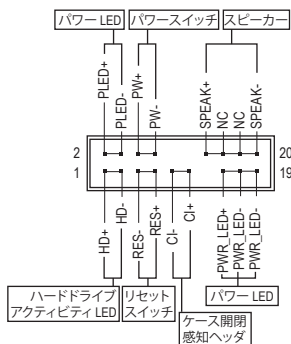 パワー LED
パワースイッチ
スピーカー
PLED+
PLED-
PW+
PW-
SPEAK+
NC
NC
SPEAK-
2
20
1
19
HD+
HD-
RES-
RES+
CI-
CI+
PWR_LED+
PWR_LED-
PWR_LED-
ハードドライブ
アクティビティ LED
リセット
スイッチ
パワー LED
ケース開閉
感知ヘッダ